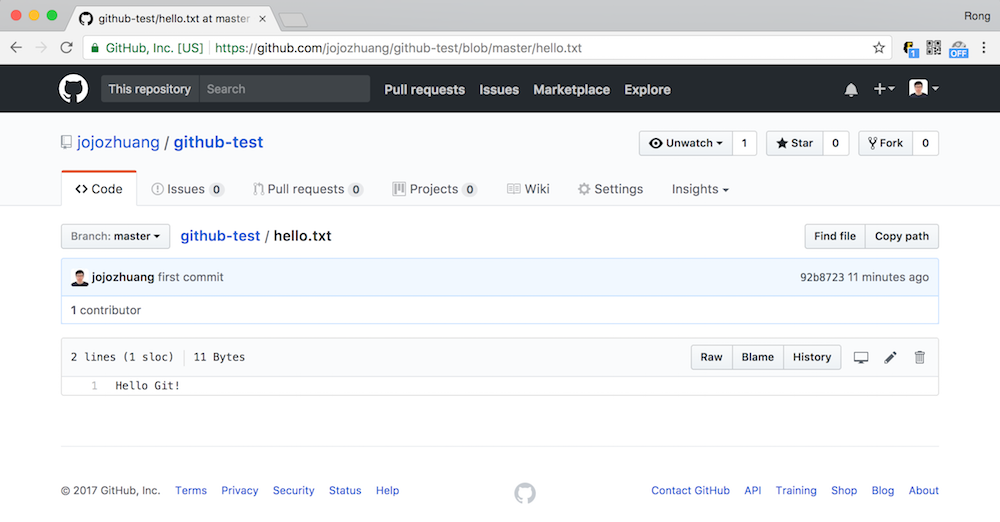 github-test/hello.txt at master
Rong
GitHub, Inc. [US] https://github.com/jojozhuang/github-test/blob/master/hello.txt
1 OFF
This repository Search Pull requests Issues Marketplace Explore
jojozhuang / github-test Unwatch 1 Star 0 Fork 0
Code Issues 0 Pull requests 0 Projects 0 Wiki Settings Insights
Branch: master github-test / hello.txt Find file Copy path
jojozhuang first commit 92b8723 11 minutes ago
1 contributor
2 lines (1 sloc) 11 Bytes Raw Blame History
1 Hello Git!
© 2017 GitHub, Inc. Terms Privacy Security Status Help Contact GitHub API Training Shop Blog About